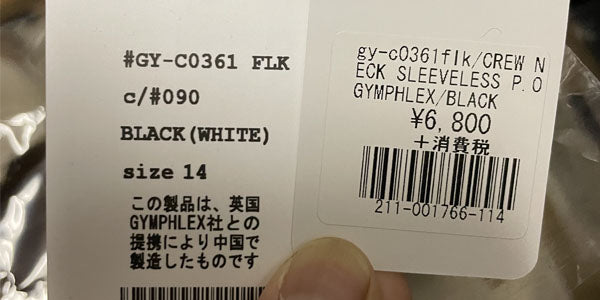 #GY-C0361 FLK
c/#090
BLACK(WHITE)
size 14
この製品は、英国
GYMPHLEX社との
提携により中国で
製造したものです
gy-c0361flk/CREW N
ECK SLEEVELESS P.O
GYMPHLEX/BLACK
¥6,800
+消費税
211-001766-114